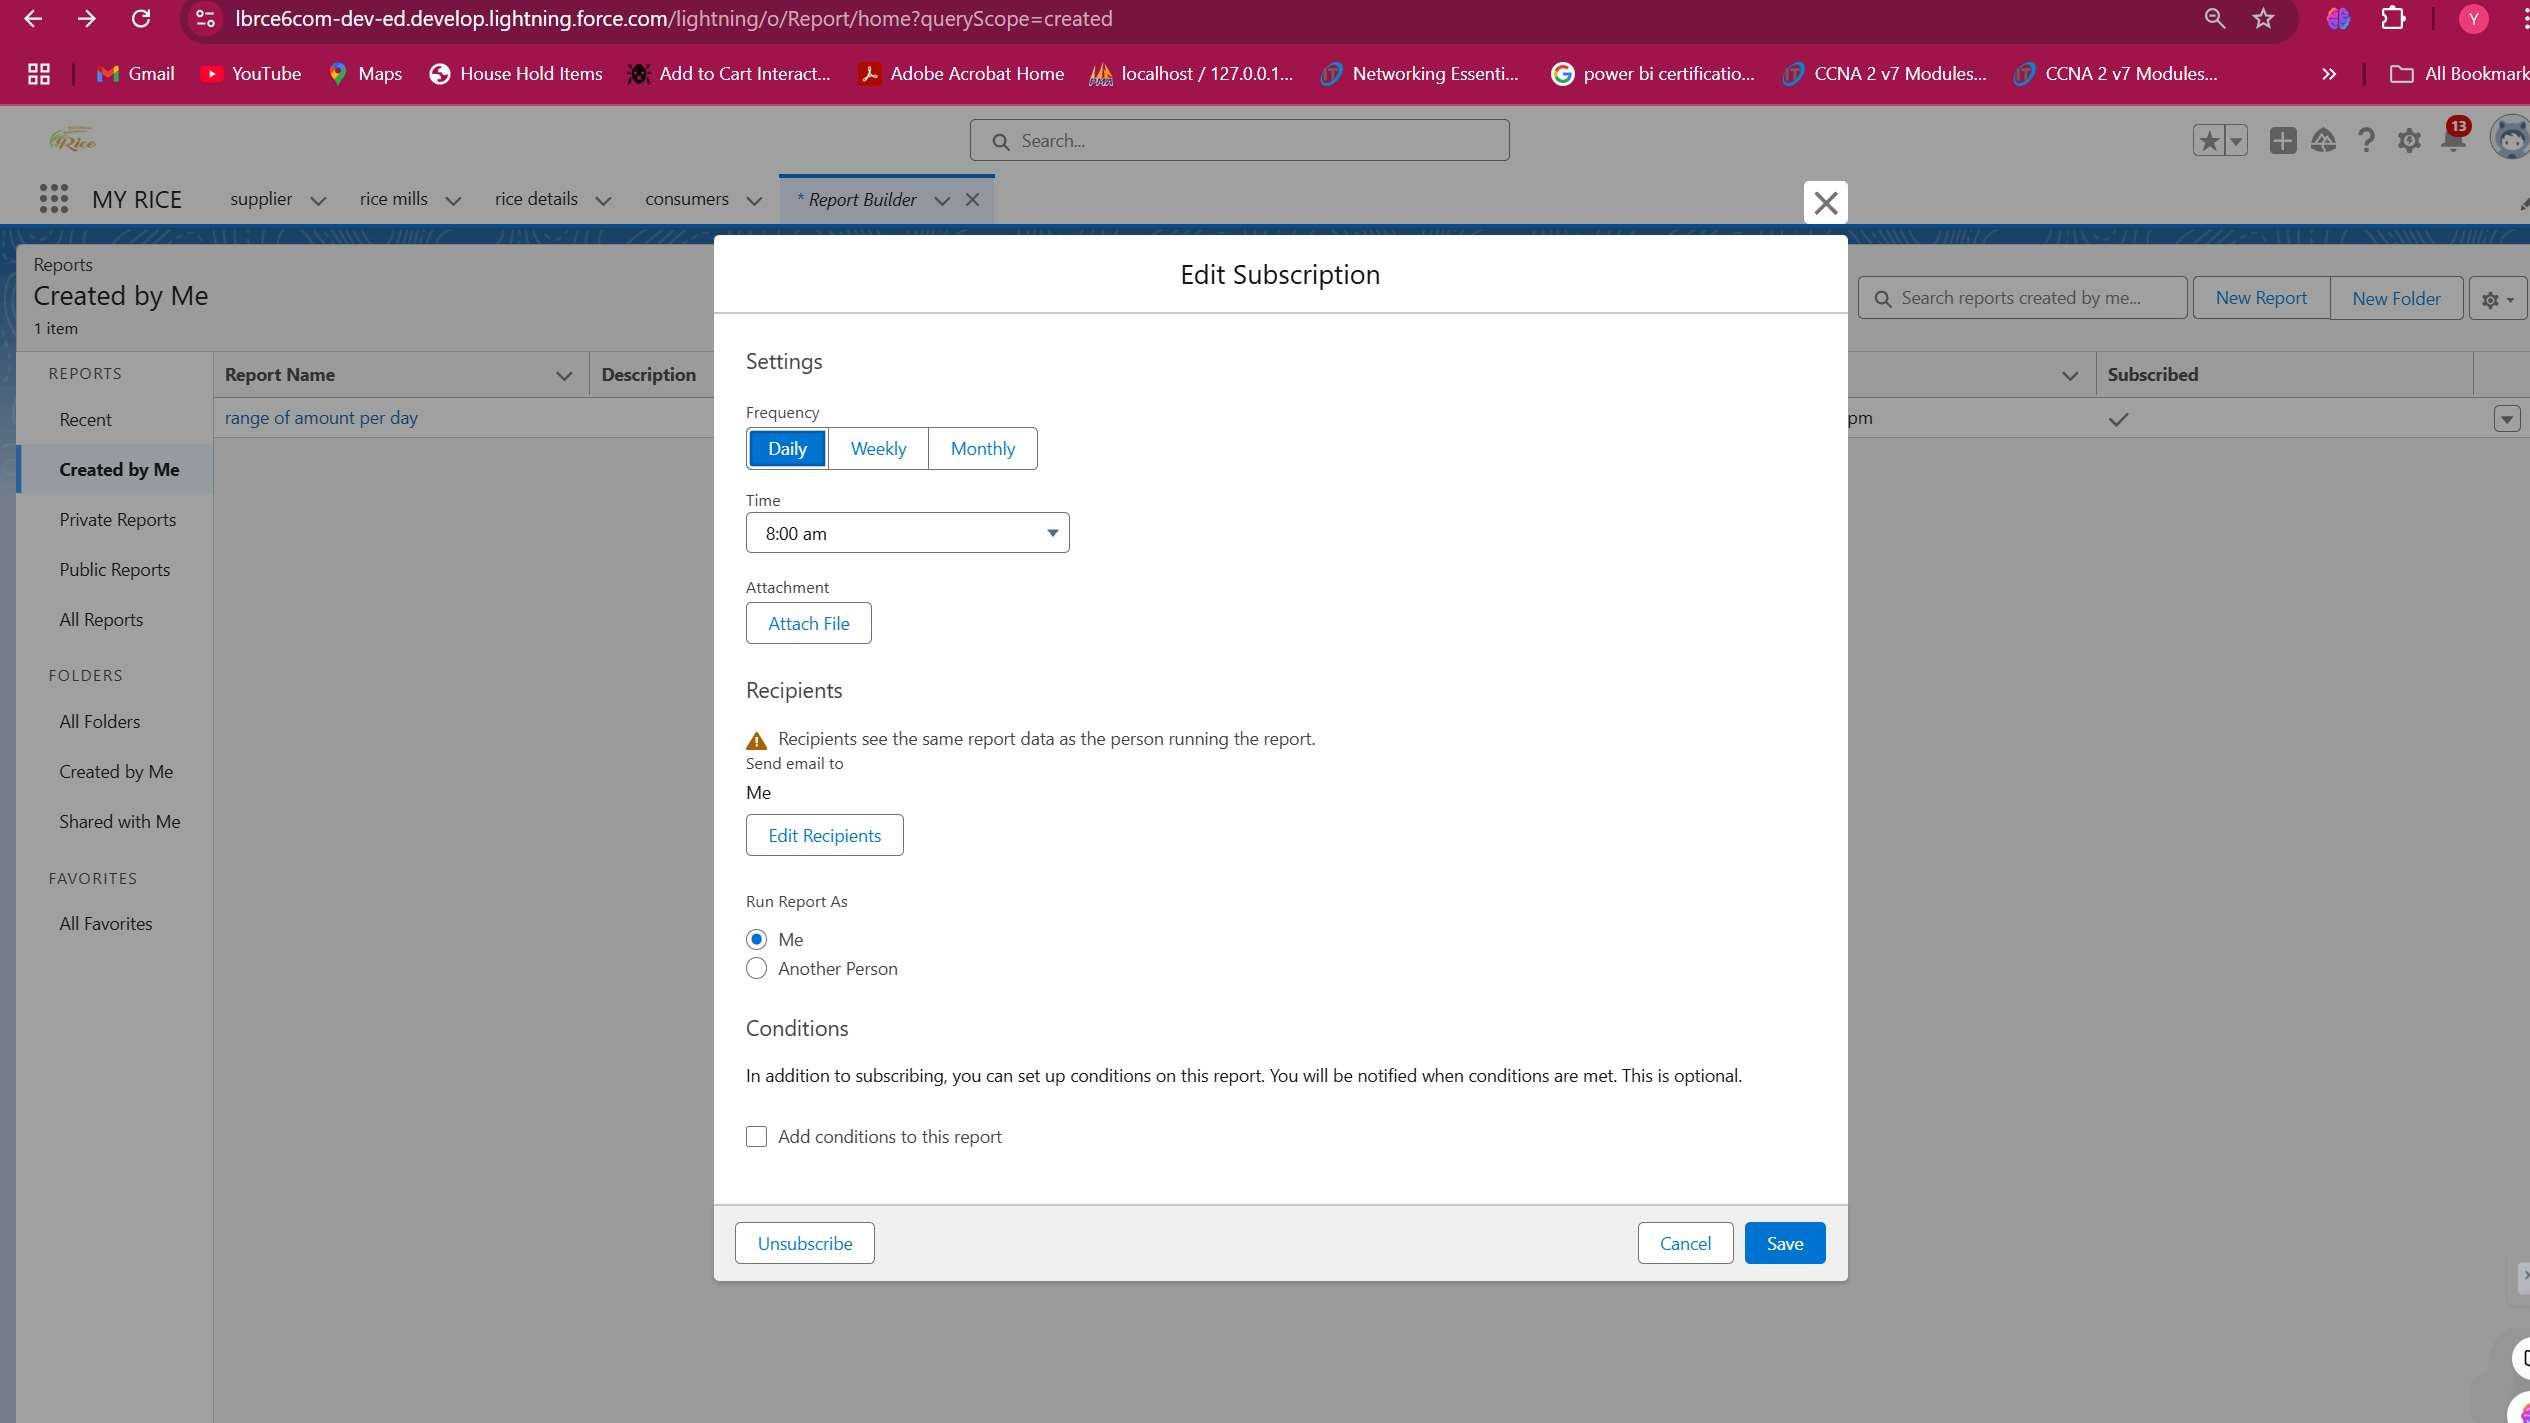 lbrce6com-dev-ed.develop.lightning.force.com/lightning/o/Report/home?queryScope=created
Y
Gmail YouTube Maps House Hold Items Add to Cart Interact... Adobe Acrobat Home localhost / 127.0.0.1... Networking Essenti... power bi certificatio... CCNA 2 v7 Modules... CCNA 2 v7 Modules... » All Bookmark
Rice
Search...
13
MY RICE supplier rice mills rice details consumers * Report Builder
Reports
Created by Me
1 item
Search reports created by me...
New Report
New Folder
REPORTS
Recent
Created by Me
Private Reports
Public Reports
All Reports
FOLDERS
All Folders
Created by Me
Shared with Me
FAVORITES
All Favorites
Report Name Description Subscribed
range of amount per day pm
Edit Subscription
Settings
Frequency
Daily Weekly Monthly
Time
8:00 am
Attachment
Attach File
Recipients
Recipients see the same report data as the person running the report.
Send email to
Me
Edit Recipients
Run Report As
Me
Another Person
Conditions
In addition to subscribing, you can set up conditions on this report. You will be notified when conditions are met. This is optional.
Add conditions to this report
Unsubscribe Cancel Save